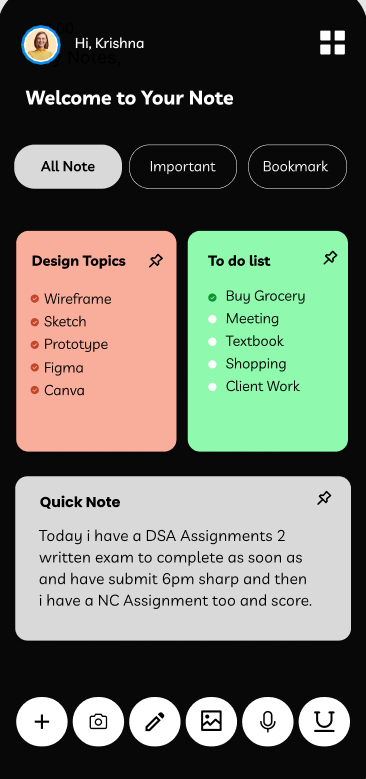 Hi, Krishna
Welcome to Your Note
All Note
Important
Bookmark
Design Topics
Wireframe
Sketch
Prototype
Figma
Canva
To do list
Buy Grocery
Meeting
Textbook
Shopping
Client Work
Quick Note
Today i have a DSA Assignments 2
written exam to complete as soon as
and have submit 6pm sharp and then
i have a NC Assignment too and score.